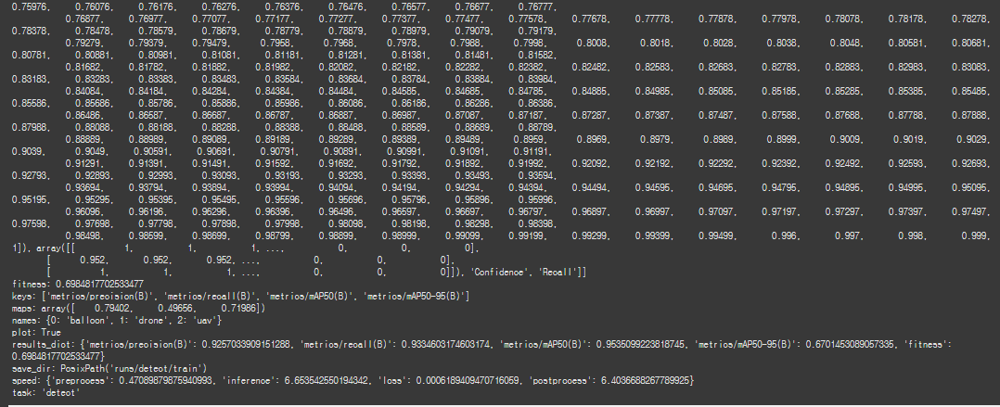 0.75976, 0.76076, 0.76176, 0.76276, 0.76376, 0.76476, 0.76577, 0.76677, 0.76777,
0.76877, 0.76977, 0.77077, 0.77177, 0.77277, 0.77377, 0.77477, 0.77578, 0.77678, 0.77778, 0.77878, 0.77978, 0.78078, 0.78178, 0.78278,
0.78378, 0.78478, 0.78579, 0.78679, 0.78779, 0.78879, 0.78979, 0.79079, 0.79179,
0.79279, 0.79379, 0.79479, 0.7958, 0.7968, 0.7978, 0.7988, 0.7998, 0.8008, 0.8018, 0.8028, 0.8038, 0.8048, 0.80581, 0.80681,
0.80781, 0.80881, 0.80981, 0.81081, 0.81181, 0.81281, 0.81381, 0.81481, 0.81582,
0.81682, 0.81782, 0.81882, 0.81982, 0.82082, 0.82182, 0.82282, 0.82382, 0.82482, 0.82583, 0.82683, 0.82783, 0.82883, 0.82983, 0.83083,
0.83183, 0.83283, 0.83383, 0.83483, 0.83584, 0.83684, 0.83784, 0.83884, 0.83984,
0.84084, 0.84184, 0.84284, 0.84384, 0.84484, 0.84585, 0.84685, 0.84785, 0.84885, 0.84985, 0.85085, 0.85185, 0.85285, 0.85385, 0.85485,
0.85586, 0.85686, 0.85786, 0.85886, 0.85986, 0.86086, 0.86186, 0.86286, 0.86386,
0.86486, 0.86587, 0.86687, 0.86787, 0.86887, 0.86987, 0.87087, 0.87187, 0.87287, 0.87387, 0.87487, 0.87588, 0.87688, 0.87788, 0.87888,
0.87988, 0.88088, 0.88188, 0.88288, 0.88388, 0.88488, 0.88589, 0.88689, 0.88789,
0.88889, 0.88989, 0.89089, 0.89189, 0.89289, 0.89389, 0.89489, 0.8959, 0.8969, 0.8979, 0.8989, 0.8999, 0.9009, 0.9019, 0.9029,
0.9039, 0.9049, 0.90591, 0.90691, 0.90791, 0.90891, 0.90991, 0.91091, 0.91191,
0.91291, 0.91391, 0.91491, 0.91592, 0.91692, 0.91792, 0.91892, 0.91992, 0.92092, 0.92192, 0.92292, 0.92392, 0.92492, 0.92593, 0.92693,
0.92793, 0.92893, 0.92993, 0.93093, 0.93193, 0.93293, 0.93393, 0.93493, 0.93594,
0.93694, 0.93794, 0.93894, 0.93994, 0.94094, 0.94194, 0.94294, 0.94394, 0.94494, 0.94595, 0.94695, 0.94795, 0.94895, 0.94995, 0.95095,
0.95195, 0.95295, 0.95395, 0.95495, 0.95596, 0.95696, 0.95796, 0.95896, 0.95996,
0.96096, 0.96196, 0.96296, 0.96396, 0.96496, 0.96597, 0.96697, 0.96797, 0.96897, 0.96997, 0.97097, 0.97197, 0.97297, 0.97397, 0.97497,
0.97598, 0.97698, 0.97798, 0.97898, 0.97998, 0.98098, 0.98198, 0.98298, 0.98398,
0.98498, 0.98599, 0.98699, 0.98799, 0.98899, 0.98999, 0.99099, 0.99199, 0.99299, 0.99399, 0.99499, 0.996, 0.997, 0.998, 0.999,
1]), array([[ 1, 1, 1, ..., 0, 0, 0],
[ 0.952, 0.952, 0.952, ..., 0, 0, 0],
[ 1, 1, 1, ..., 0, 0, 0]]), 'Confidence', 'Recall']]
fitness: 0.6984817702533477
keys: ['metrics/precision(B)', 'metrics/recall(B)', 'metrics/mAP50(B)', 'metrics/mAP50-95(B)']
maps: array([ 0.79402, 0.49656, 0.71986])
names: {0: 'balloon', 1: 'drone', 2: 'uav'}
plot: True
results_dict: {'metrics/precision(B)': 0.9257033909151288, 'metrics/recall(B)': 0.9334603174603174, 'metrics/mAP50(B)': 0.9535099223818745, 'metrics/mAP50-95(B)': 0.6701453089057335, 'fitness':
0.6984817702533477}
save_dir: PosixPath('runs/detect/train')
speed: {'preprocess': 0.47089879875940993, 'inference': 6.653542550194342, 'loss': 0.0006189409470716059, 'postprocess': 6.4036688267789925}
task: 'detect'